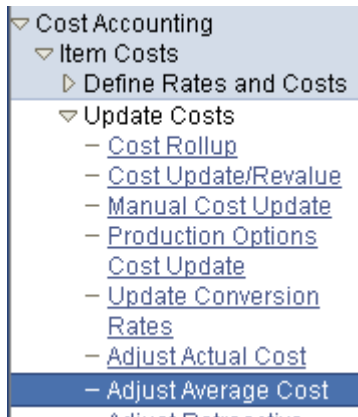 Cost Accounting
Item Costs
Define Rates and Costs
Update Costs
– Cost Rollup
– Cost Update/Revalue
– Manual Cost Update
– Production Options
Cost Update
– Update Conversion
Rates
– Adjust Actual Cost
– Adjust Average Cost